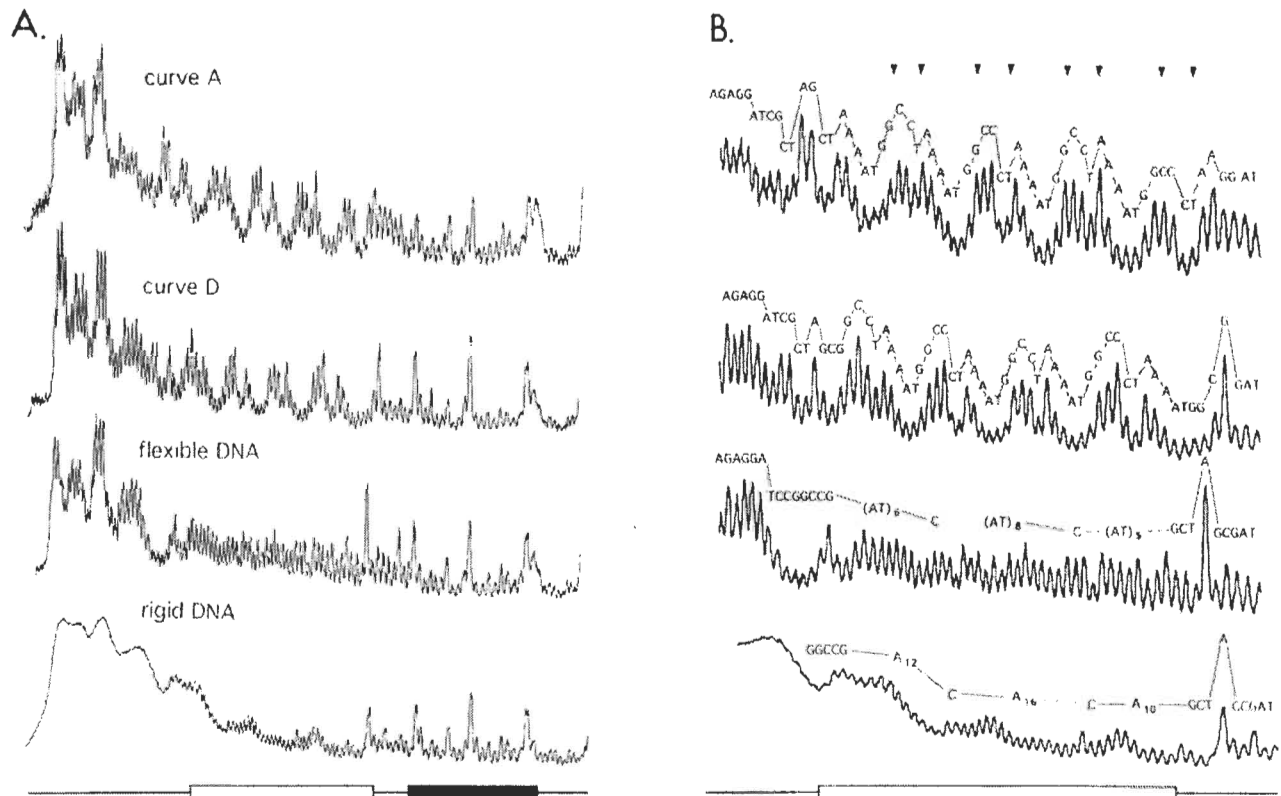 A.
curve A
curve D
flexible DNA
rigid DNA
B.
AGAGG ATCG CT AG CT A A A AT G G C C T A A A AT G G CC CT A A A AT G G C C T A A A AT G GCC CT A GG AT
AGAGG ATCG CT A GCG G C C T A A AT G G CC CT A A AT G G C C T A A A AT G G CC CT A A ATGG C G GAT
AGAGGA TCCGGCCG (AT)6 C (AT)8 C (AT)5 GCT A GCGAT
GGCCG A12 C A16 C A10 GCT A GCGAT